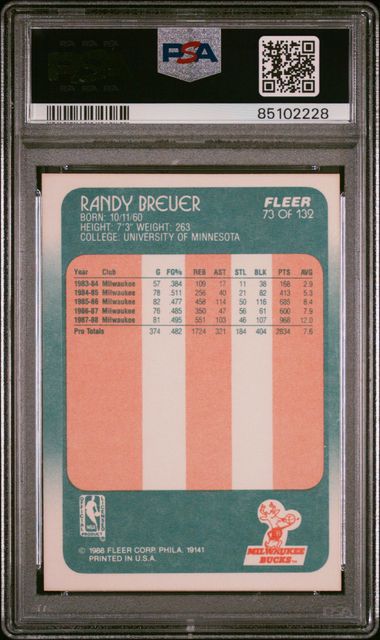 PSA
85102228
RANDY BREUER
BORN: 10/11/60
HEIGHT: 7'3" WEIGHT: 263
COLLEGE: UNIVERSITY OF MINNESOTA
FLEER
73 OF 132
Year Club G FG% REB AST STL BLK PTS AVG
1983-84 Milwaukee 57 .384 109 17 11 38 168 2.9
1984-85 Milwaukee 78 .511 256 40 21 82 413 5.3
1985-86 Milwaukee 82 .477 458 114 50 116 685 8.4
1986-87 Milwaukee 76 .485 350 47 56 61 600 7.9
1987-88 Milwaukee 81 .495 551 103 46 107 968 12.0
Pro Totals 374 .482 1724 321 184 404 2834 7.6
NBA
PRODUCT
MILWAUKEE
BUCKS
© 1988 FLEER CORP. PHILA. 19141
PRINTED IN U.S.A.